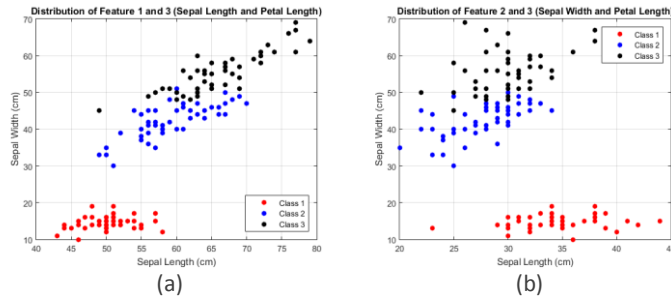 Distribution of Feature 1 and 3 (Sepal Length and Petal Length)
70
60
50
40
30
20
10
Sepal Width (cm)
40 45 50 55 60 65 70 75 80
Sepal Length (cm)
Class 1
Class 2
Class 3
(a)
Distribution of Feature 2 and 3 (Sepal Width and Petal Length)
70
60
50
40
30
20
10
Sepal Width (cm)
20 25 30 35 40 45
Sepal Length (cm)
Class 1
Class 2
Class 3
(b)